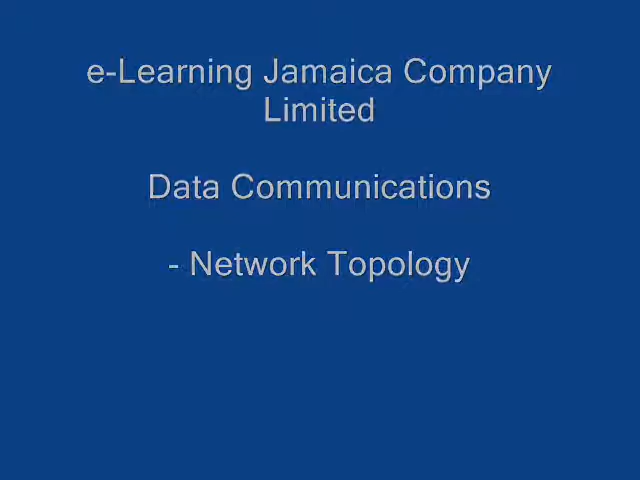 e-Learning Jamaica Company
Limited
Data Communications
- Network Topology